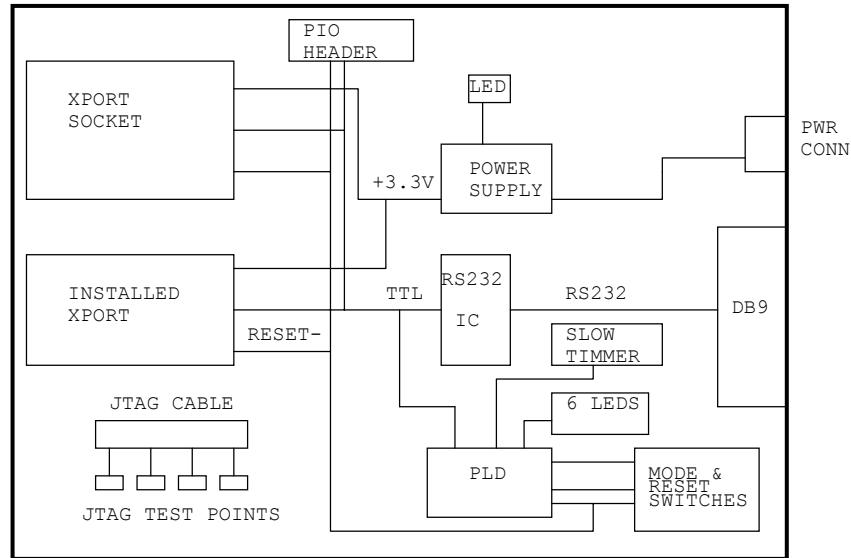 PIO
HEADER
XPORT
SOCKET
LED
PWR
CONN
POWER
SUPPLY
+3.3V
INSTALLED
XPORT
TTL
RS232
IC
RS232
DB9
RESET-
SLOW
TIMMER
JTAG CABLE
6 LEDS
PLD
MODE &
RESET
SWITCHES
JTAG TEST POINTS